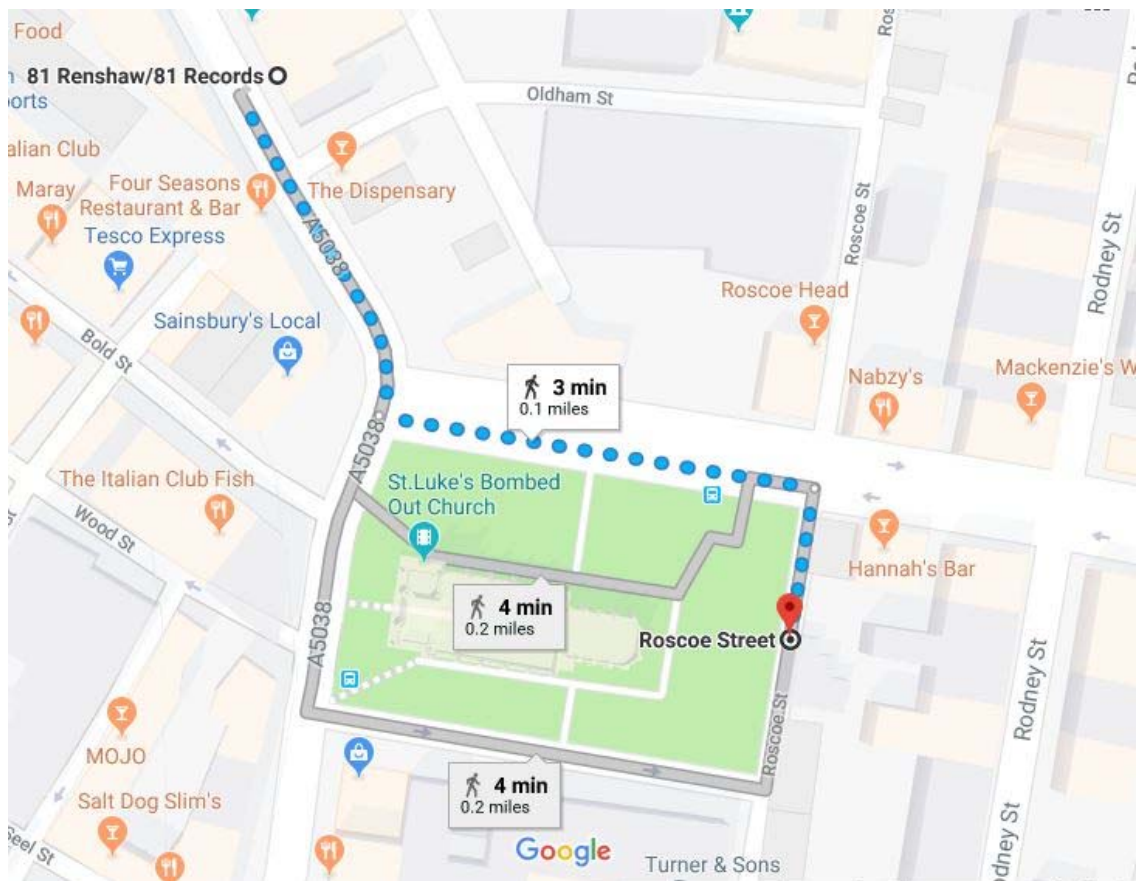 Food
81 Renshaw/81 Records
ports
Oldham St
alian Club
Maray
Four Seasons
Restaurant & Bar
The Dispensary
Tesco Express
A5038
Roscoe St
Rodney St
Sainsbury's Local
Roscoe Head
Bold St
3 min
0.1 miles
Nabzy's
Mackenzie's W
A5038
The Italian Club Fish
St.Luke's Bombed
Out Church
Wood St
Hannah's Bar
4 min
0.2 miles
A5038
Roscoe Street
Rodney St
Roscoe St
MOJO
4 min
0.2 miles
Salt Dog Slim's
Seel St
Google
Turner & Sons
Rodney St